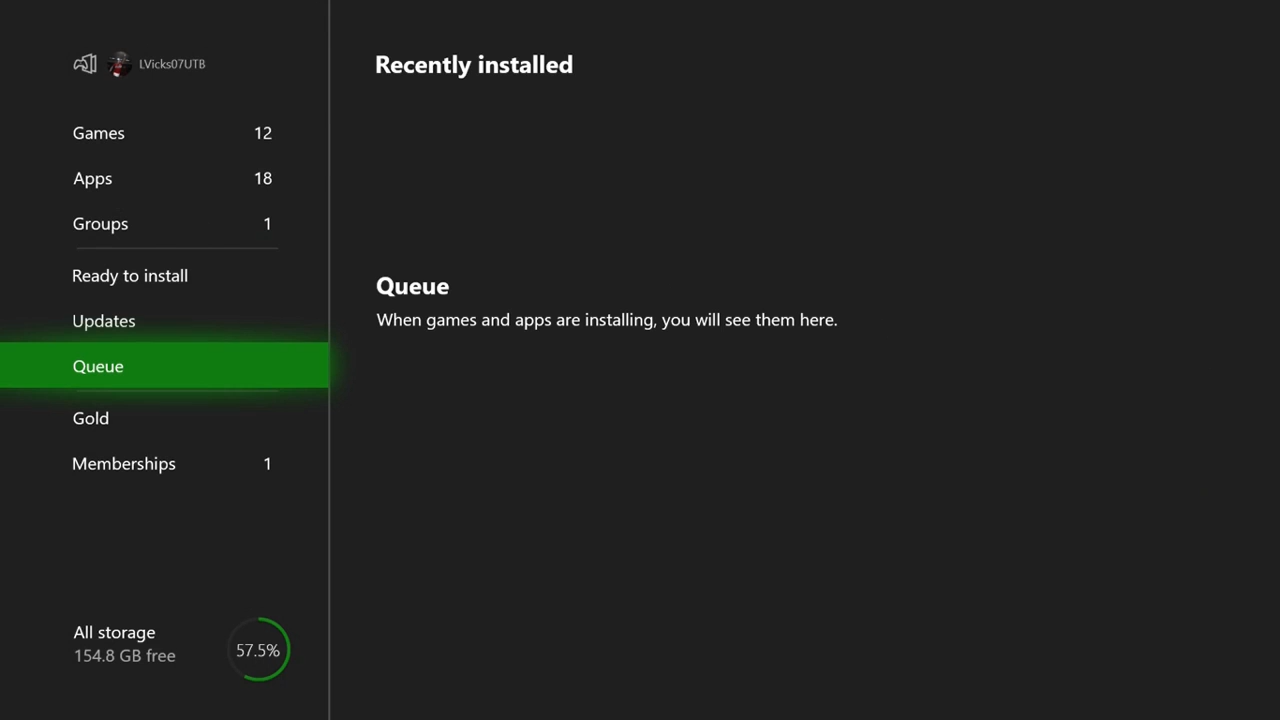 LVicks07UTB
Games 12
Apps 18
Groups 1
Ready to install
Updates
Queue
Gold
Memberships 1
All storage
154.8 GB free
57.5%
Recently installed
Queue
When games and apps are installing, you will see them here.